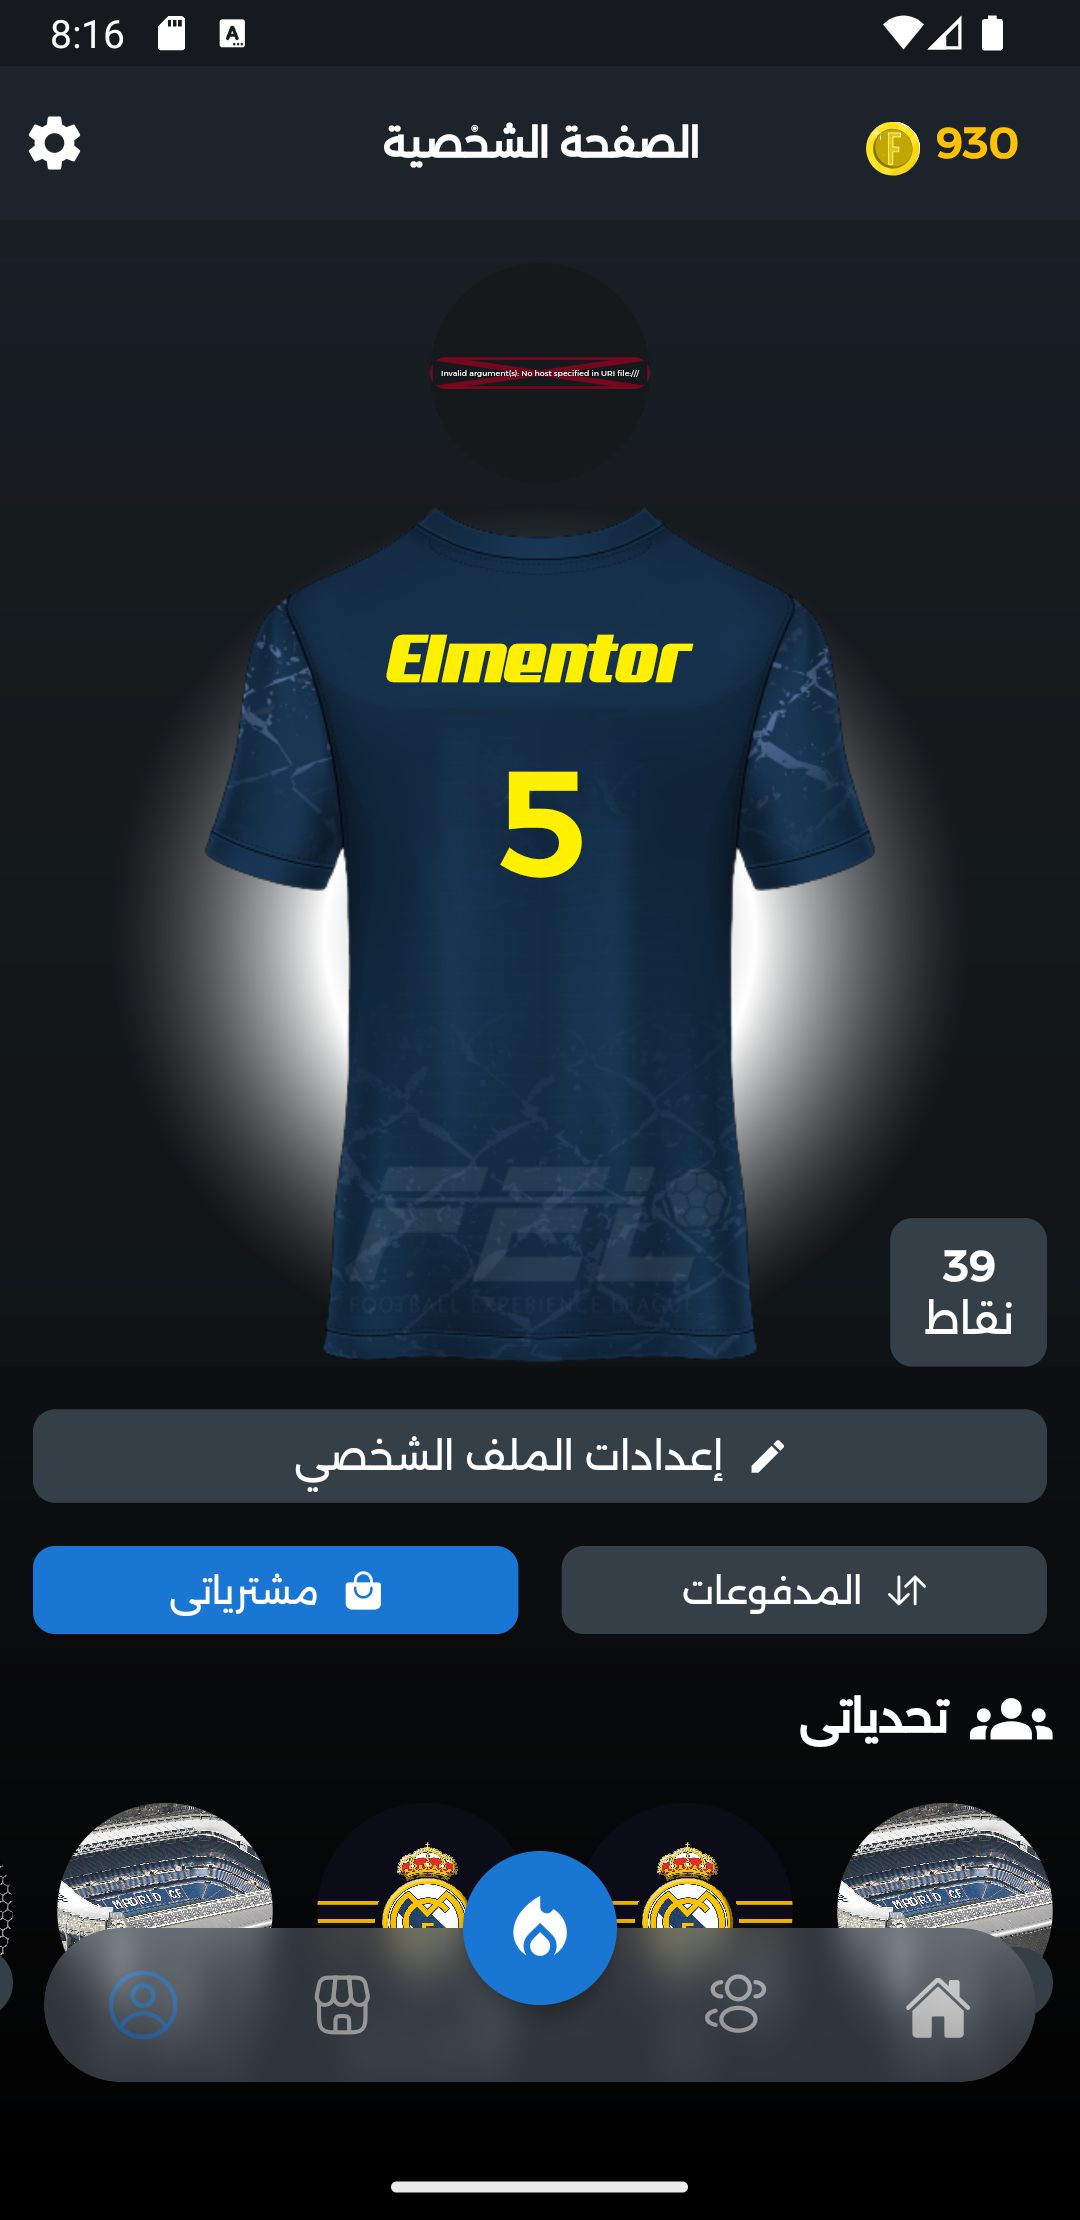 8:16
الصفحة الشخصية
930
Invalid argument(s): No host specified in URI file:///
Elmentor
5
FEL
FOOTBALL EXPERIENCE LEAGUE
39
نقاط
إعدادات الملف الشخصي
المدفوعات
مشترياتى
تحدياتى
MADRID CF
MADRID CF